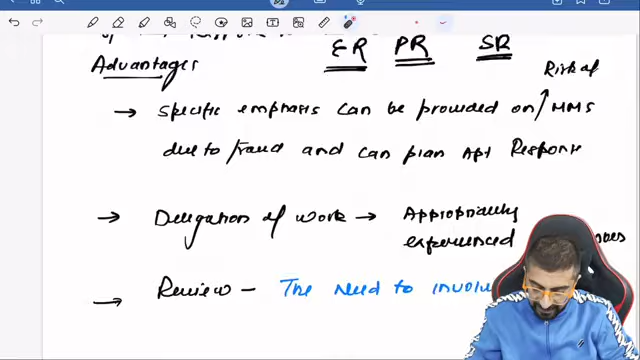 ER PR SR
Advantages
Risk of
→ Specific emphasis can be provided on ↑ MMS
due to fraud and can plan Apt Response
→ Delegation of work → Appropriately
experienced
→ Review – The need to involve